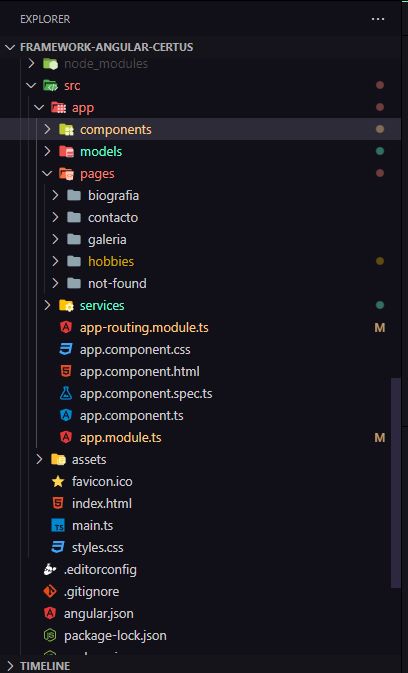 EXPLORER
FRAMEWORK-ANGULAR-CERTUS
node_modules
src
app
components
models
pages
biografia
contacto
galeria
hobbies
not-found
services
app-routing.module.ts M
app.component.css
app.component.html
app.component.spec.ts
TS app.component.ts
app.module.ts M
assets
favicon.ico
index.html
TS main.ts
styles.css
.editorconfig
.gitignore
angular.json
package-lock.json
TIMELINE